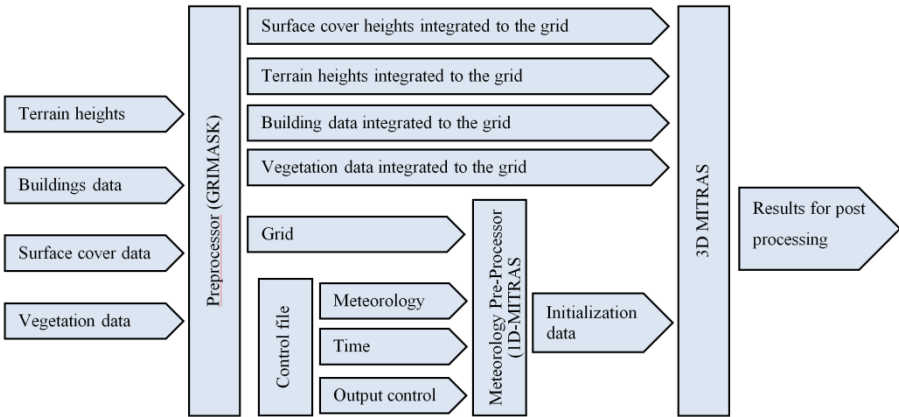 Terrain heights
Buildings data
Surface cover data
Vegetation data
Preprocessor (GRIMASK)
Surface cover heights integrated to the grid
Terrain heights integrated to the grid
Building data integrated to the grid
Vegetation data integrated to the grid
Grid
Control file
Meteorology
Time
Output control
Meteorology Pre-Processor
(1D-MITRAS)
Initialization
data
3D MITRAS
Results for post
processing